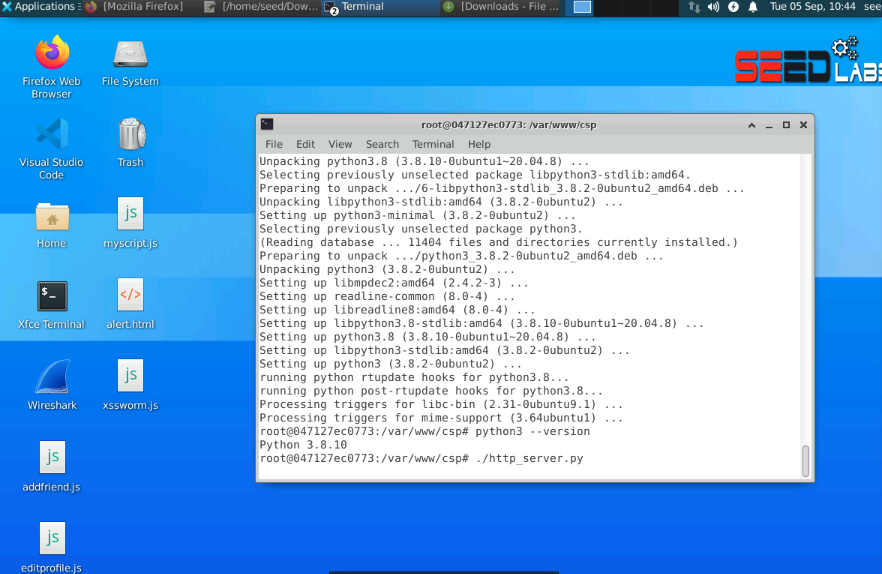 Applications
[Mozilla Firefox]
[/home/seed/Dow...
2
Terminal
[Downloads - File ...
Tue 05 Sep, 10:44
see
Firefox Web
Browser
File System
SEED LABS
Visual Studio
Code
Trash
Home
js
myscript.js
$_
Xfce Terminal
</>
alert.html
Wireshark
js
xssworm.js
js
addfriend.js
js
editprofile.js
root@047127ec0773: /var/www/csp
File Edit View Search Terminal Help
Unpacking python3.8 (3.8.10-0ubuntu1~20.04.8) ...
Selecting previously unselected package libpython3-stdlib:amd64.
Preparing to unpack .../6-libpython3-stdlib_3.8.2-0ubuntu2_amd64.deb ...
Unpacking libpython3-stdlib:amd64 (3.8.2-0ubuntu2) ...
Setting up python3-minimal (3.8.2-0ubuntu2) ...
Selecting previously unselected package python3.
(Reading database ... 11404 files and directories currently installed.)
Preparing to unpack .../python3_3.8.2-0ubuntu2_amd64.deb ...
Unpacking python3 (3.8.2-0ubuntu2) ...
Setting up libmpdec2:amd64 (2.4.2-3) ...
Setting up readline-common (8.0-4) ...
Setting up libreadline8:amd64 (8.0-4) ...
Setting up libpython3.8-stdlib:amd64 (3.8.10-0ubuntu1~20.04.8) ...
Setting up python3.8 (3.8.10-0ubuntu1~20.04.8) ...
Setting up libpython3-stdlib:amd64 (3.8.2-0ubuntu2) ...
Setting up python3 (3.8.2-0ubuntu2) ...
running python rtupdate hooks for python3.8...
running python post-rtupdate hooks for python3.8...
Processing triggers for libc-bin (2.31-0ubuntu9.1) ...
Processing triggers for mime-support (3.64ubuntu1) ...
root@047127ec0773:/var/www/csp# python3 --version
Python 3.8.10
root@047127ec0773:/var/www/csp# ./http_server.py